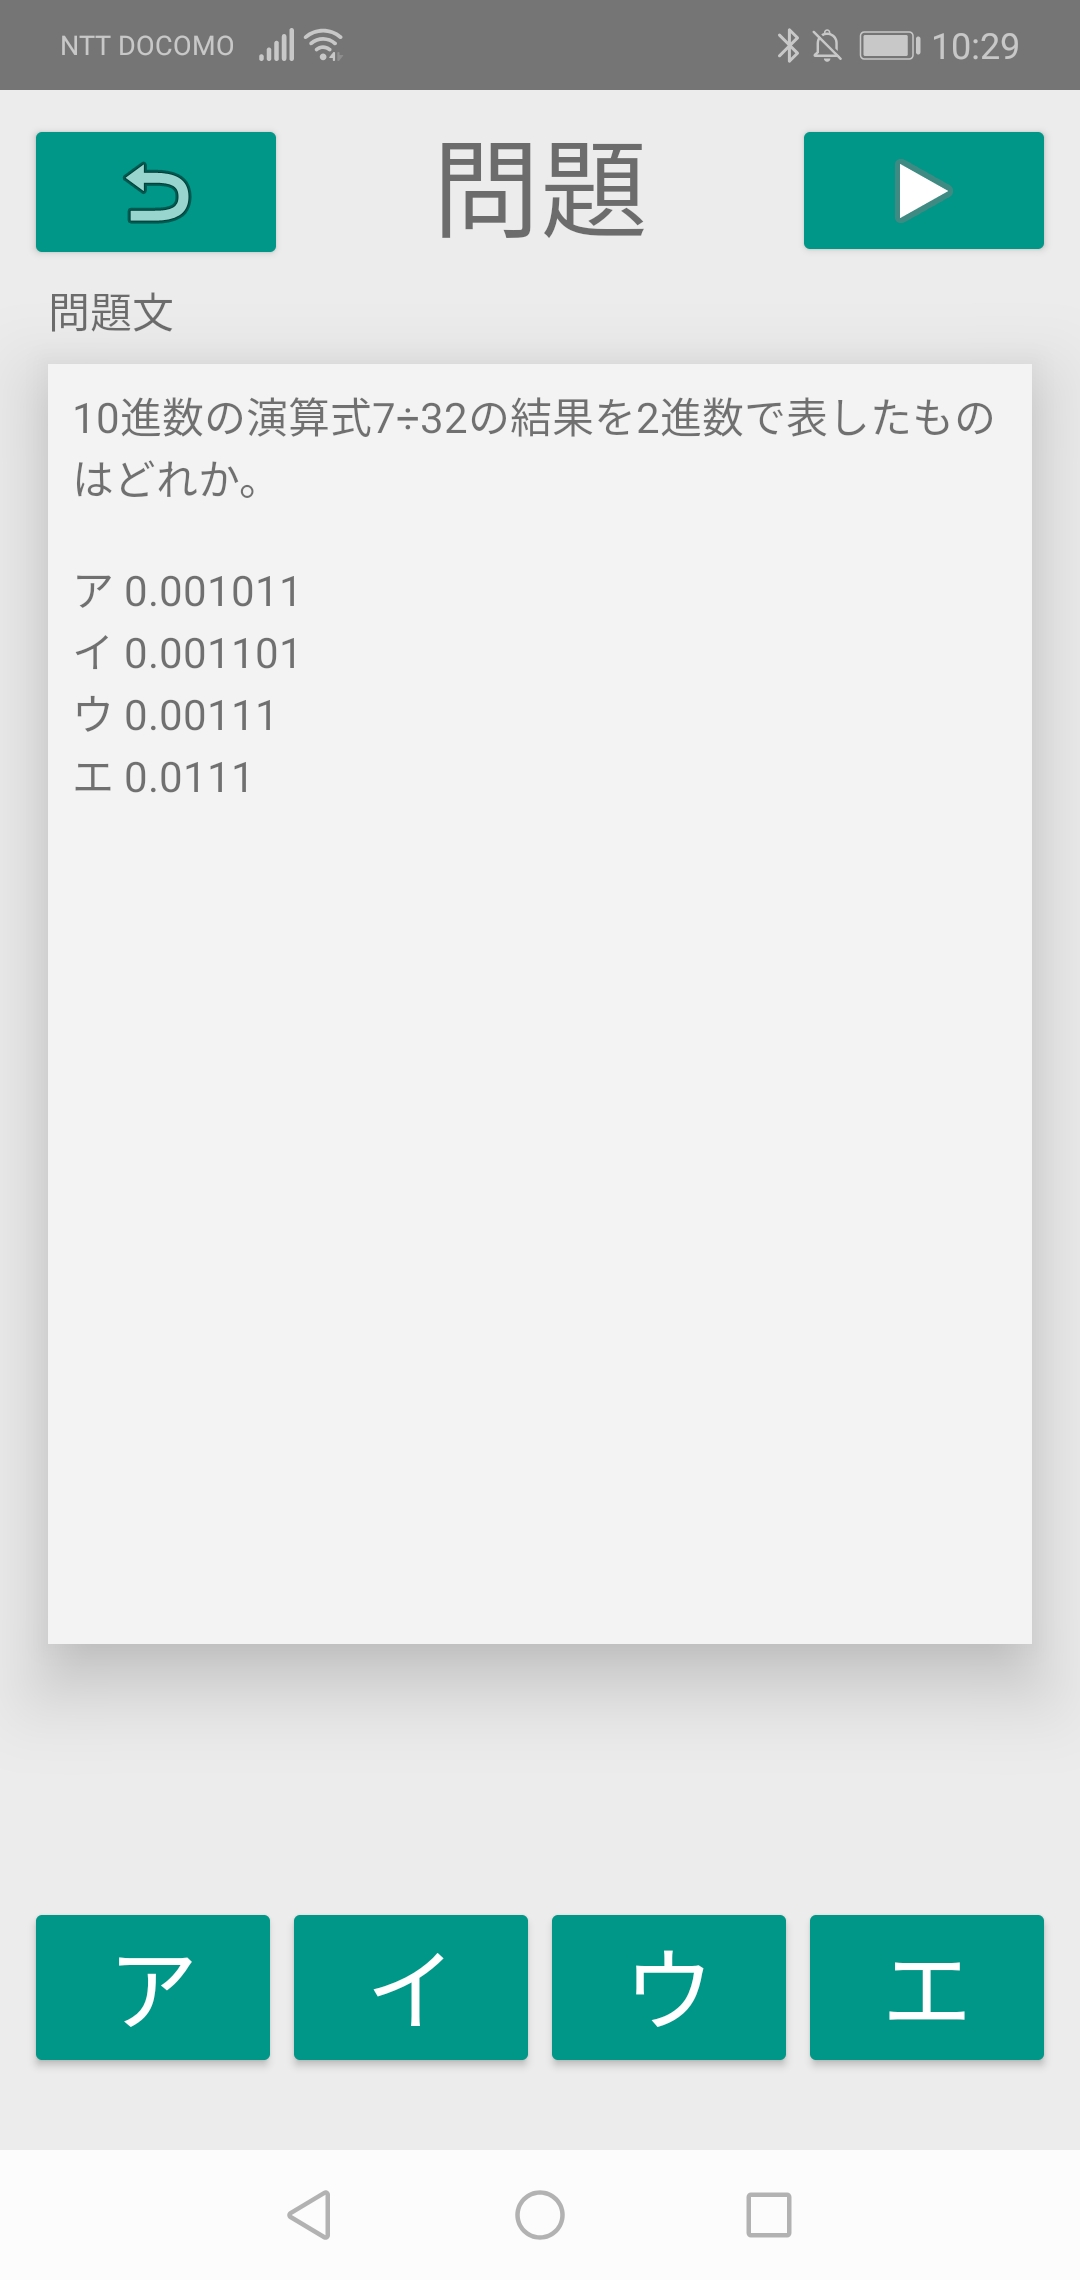 NTT DOCOMO 10:29
問題
問題文
10進数の演算式7÷32の結果を2進数で表したもの
はどれか。
ア 0.001011
イ 0.001101
ウ 0.00111
エ 0.0111
ア イ ウ エ